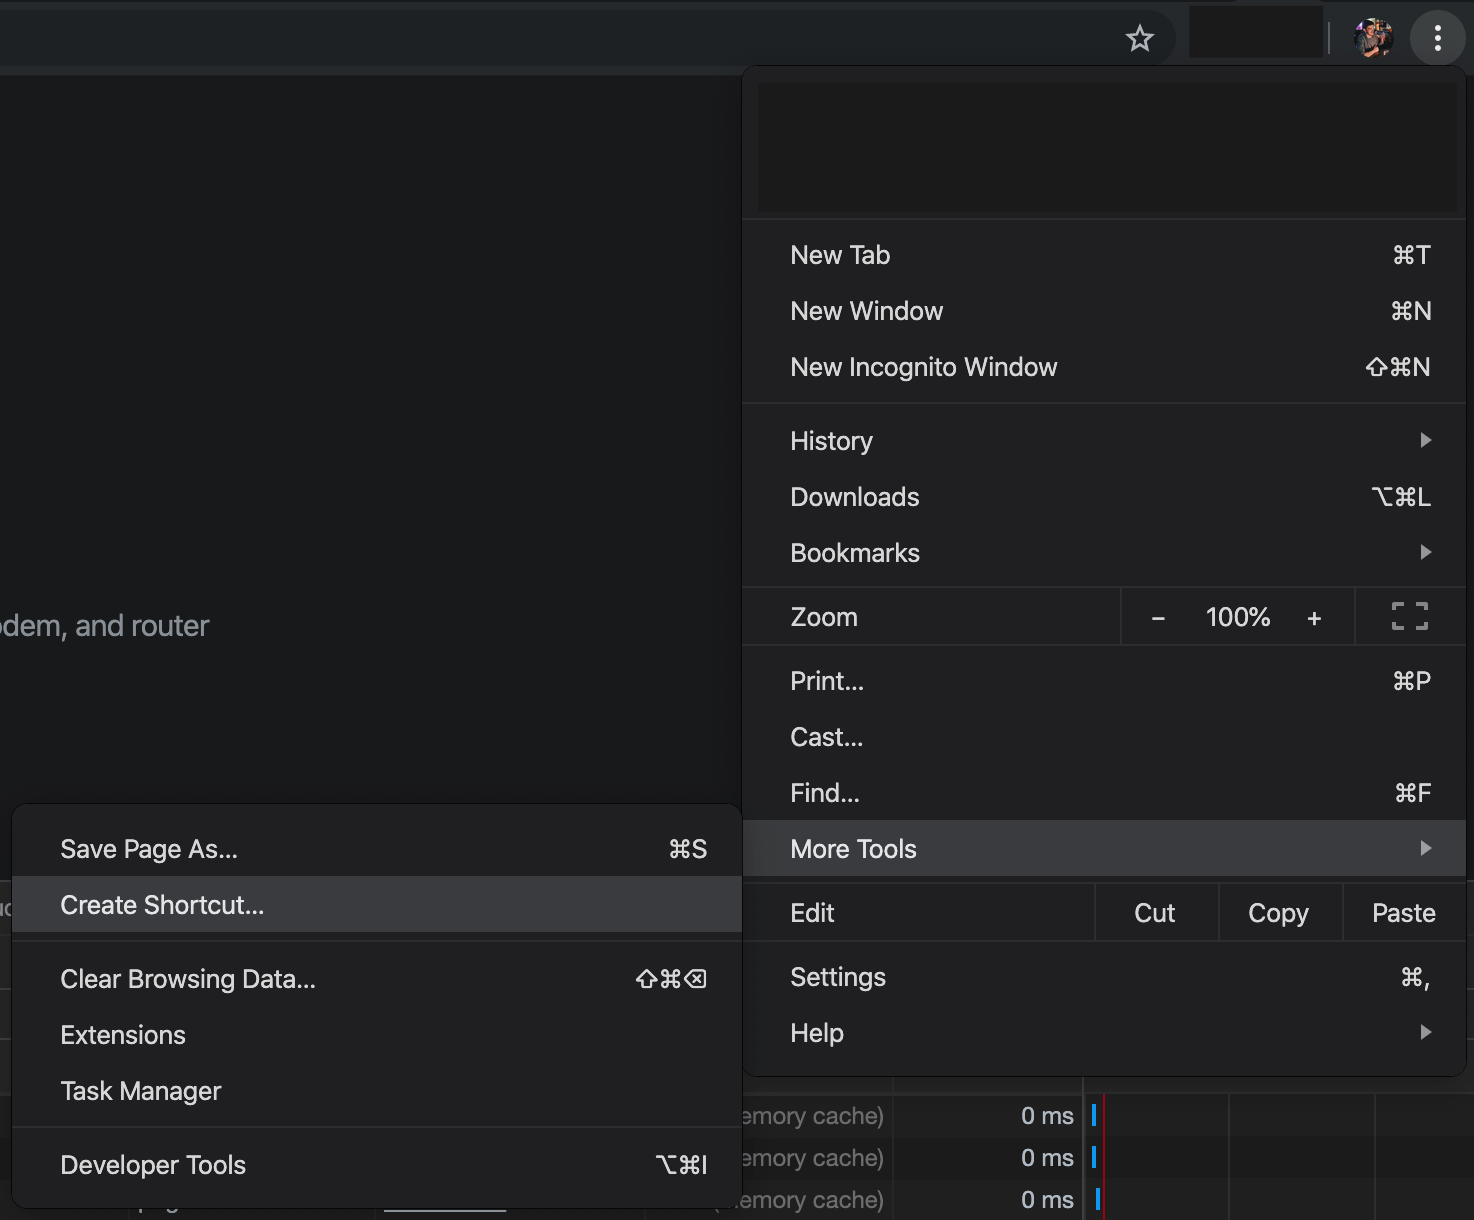 New Tab ⌘T
New Window ⌘N
New Incognito Window ⇧⌘N
History
Downloads ⌥⌘L
Bookmarks
Zoom − 100% +
Print... ⌘P
Cast...
Find... ⌘F
More Tools
Edit Cut Copy Paste
Settings ⌘,
Help
odem, and router
Save Page As... ⌘S
Create Shortcut...
Clear Browsing Data... ⇧⌘⌫
Extensions
Task Manager
Developer Tools ⌥⌘I
emory cache) 0 ms
emory cache) 0 ms
emory cache) 0 ms